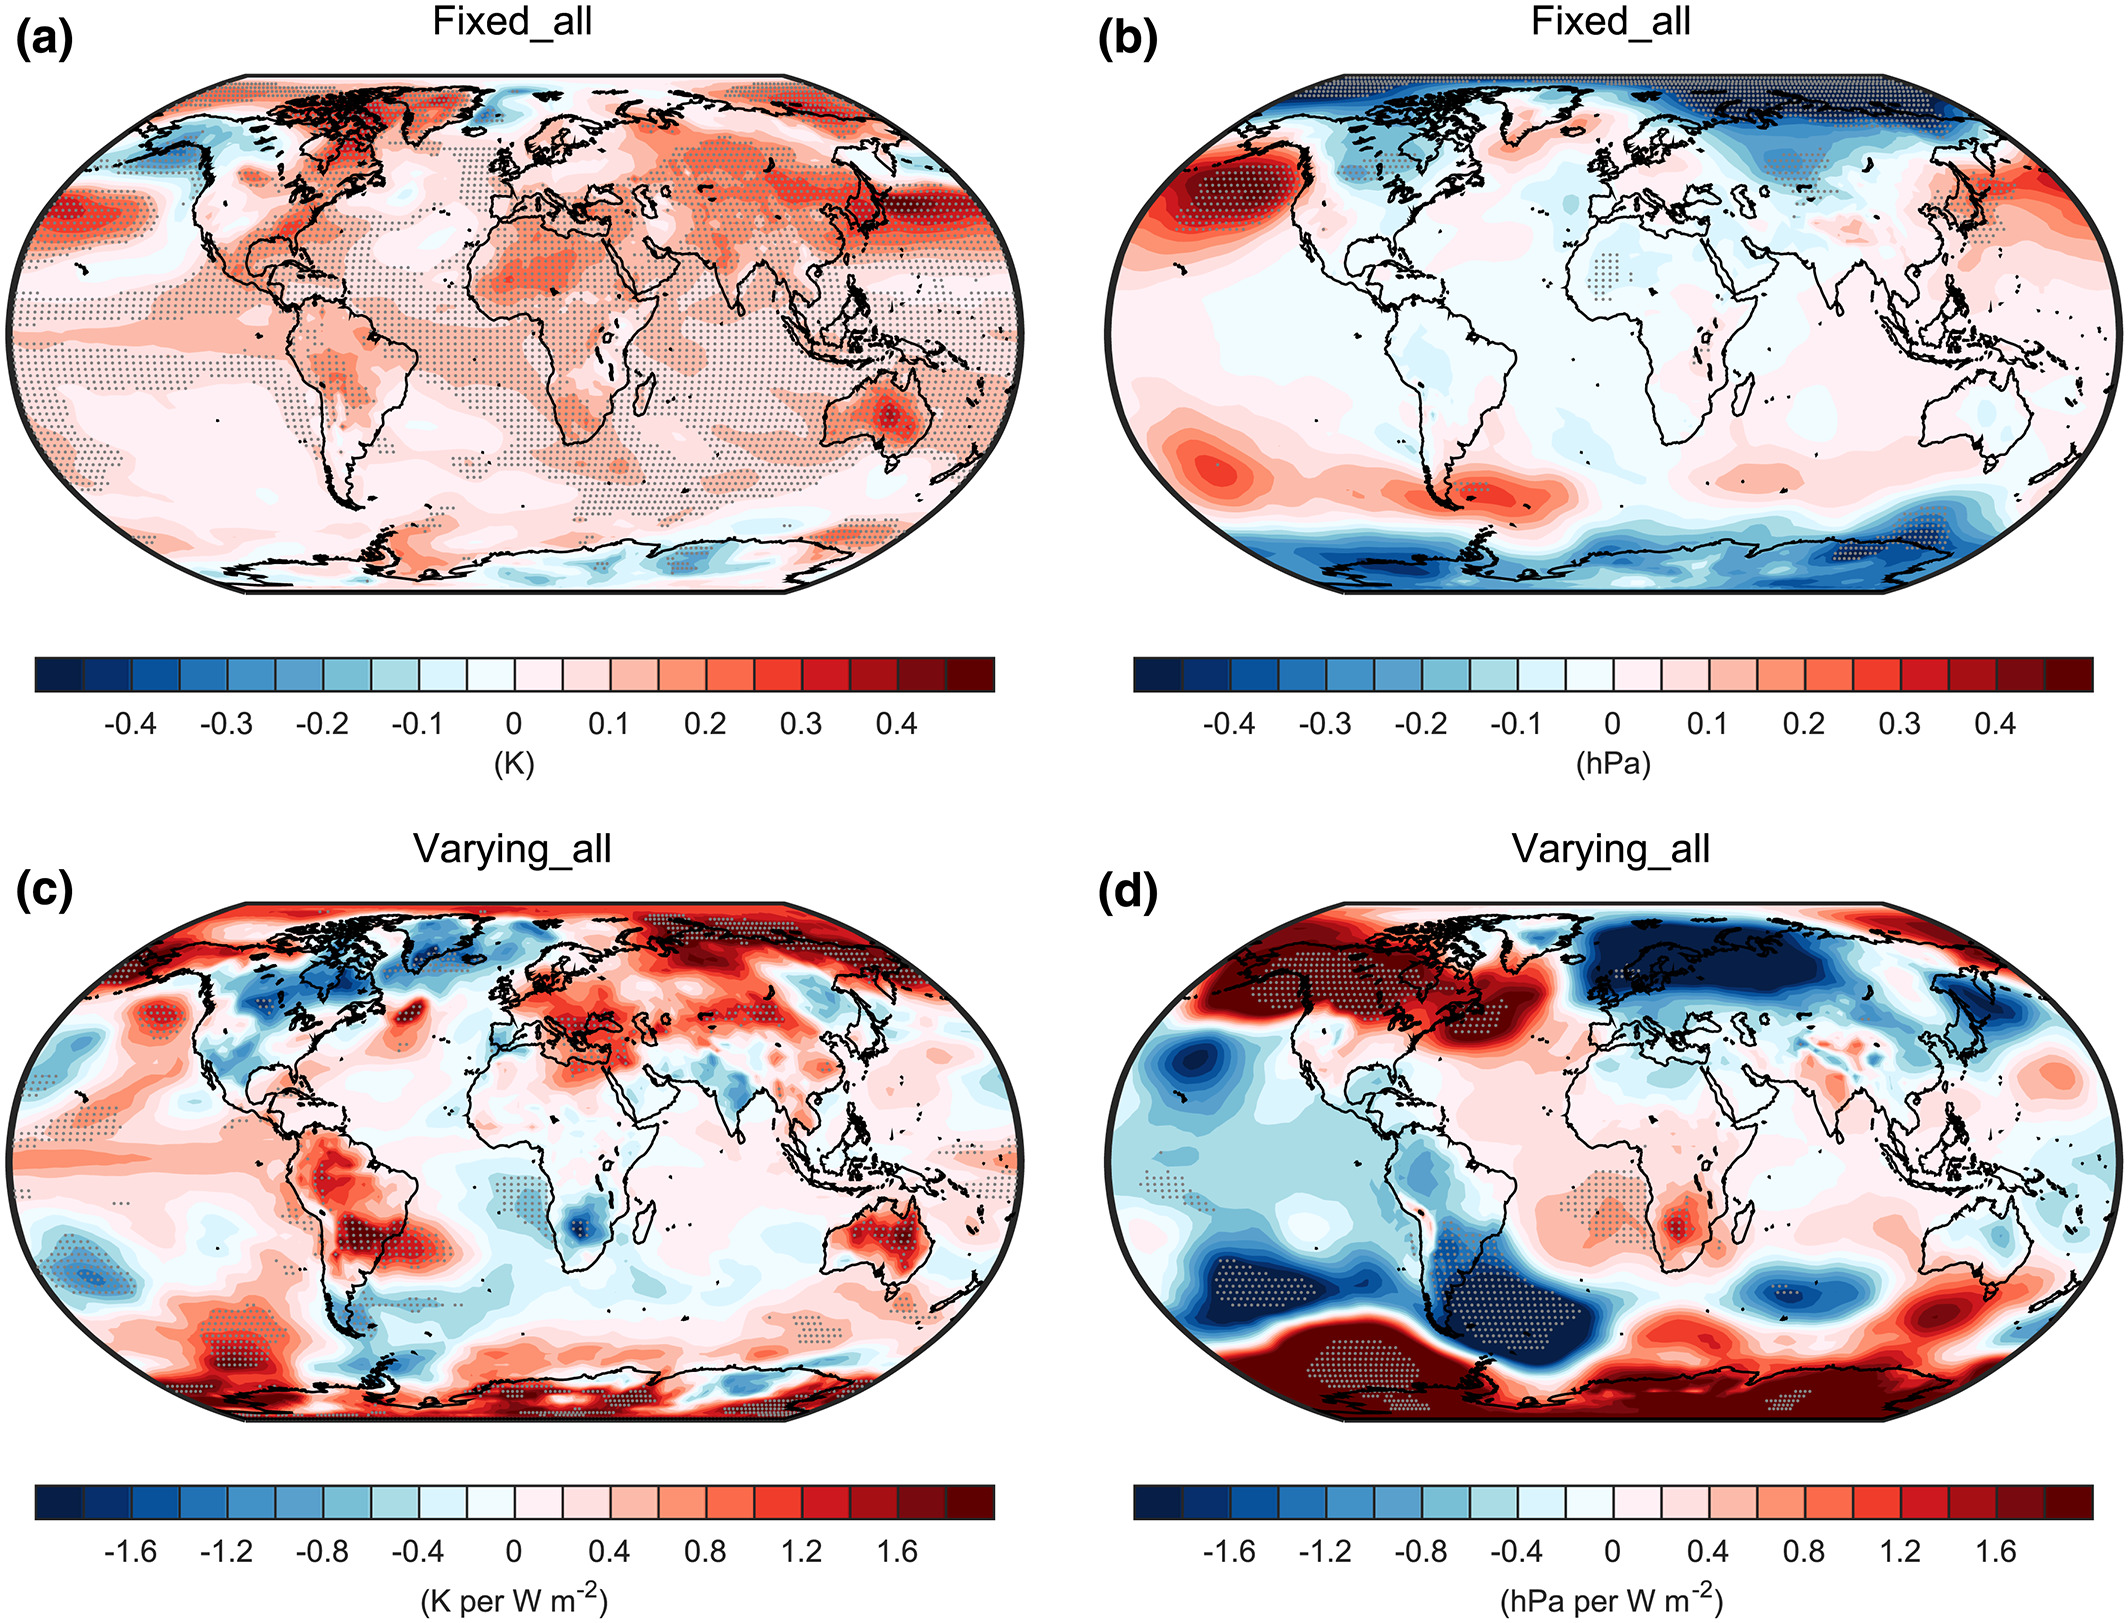 (a) Fixed_all
(b) Fixed_all
-0.4 -0.3 -0.2 -0.1 0 0.1 0.2 0.3 0.4
(K)
-0.4 -0.3 -0.2 -0.1 0 0.1 0.2 0.3 0.4
(hPa)
(c) Varying_all
(d) Varying_all
-1.6 -1.2 -0.8 -0.4 0 0.4 0.8 1.2 1.6
(K per W m⁻²)
-1.6 -1.2 -0.8 -0.4 0 0.4 0.8 1.2 1.6
(hPa per W m⁻²)